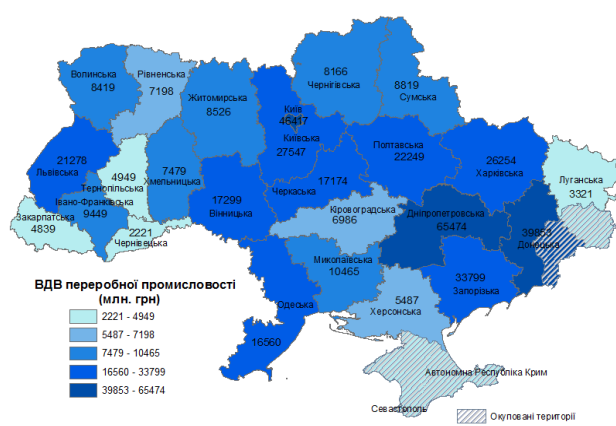 8166
Чернігівська
8819
Сумська
Волинська
8419
Рівненська
7198
Житомирська
8526
Київ
46417
Київська
27547
Полтавська
22249
26254
Харківська
Луганська
3321
21278
Львівська
4949
Тернопільська
7479
Хмельницька
17299
Вінницька
17174
Черкаська
Кіровоградська
6986
Дніпропетровська
65474
39853
Донецька
Івано-Франківська
9449
Закарпатська
4839
2221
Чернівецька
Миколаївська
10465
33799
Запорізька
5487
Херсонська
Одеська
16560
Автономна Республіка Крим
Севастополь
ВДВ переробної промисловості
(млн. грн)
2221 - 4949
5487 - 7198
7479 - 10465
16560 - 33799
39853 - 65474
Окуповані території